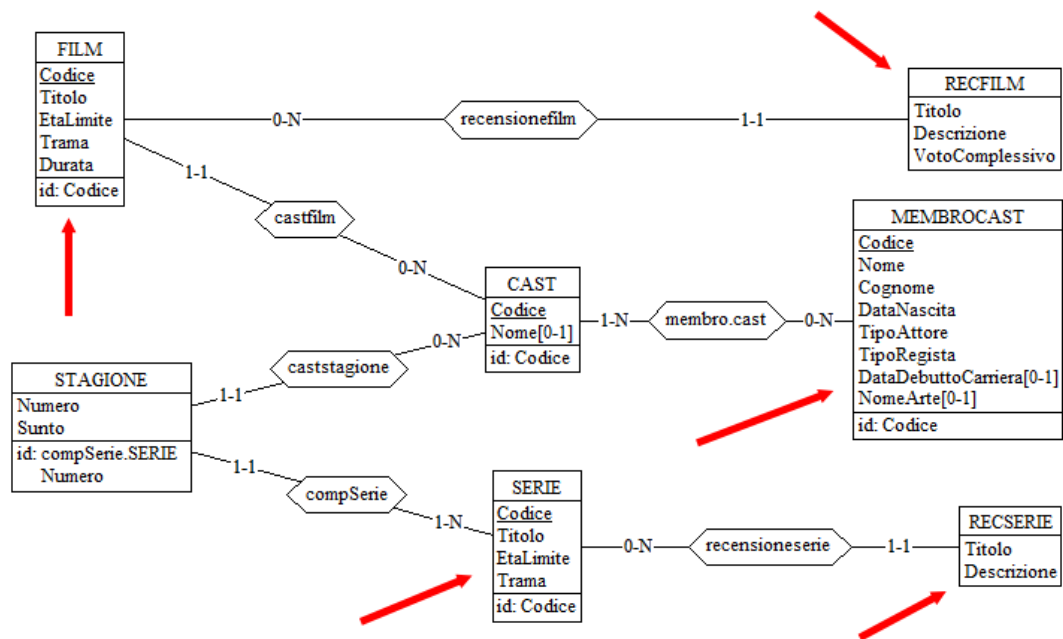 FILM
Codice
Titolo
EtaLimite
Trama
Durata
id: Codice
0-N
recensionefilm
1-1
RECFILM
Titolo
Descrizione
VotoComplessivo
1-1
castfilm
0-N
CAST
Codice
Nome[0-1]
id: Codice
1-N
membro.cast
0-N
MEMBROCAST
Codice
Nome
Cognome
DataNascita
TipoAttore
TipoRegista
DataDebuttoCarriera[0-1]
NomeArte[0-1]
id: Codice
0-N
caststagione
1-1
STAGIONE
Numero
Sunto
id: compSerie.SERIE
Numero
1-1
compSerie
1-N
SERIE
Codice
Titolo
EtaLimite
Trama
id: Codice
0-N
recensioneserie
1-1
RECSERIE
Titolo
Descrizione